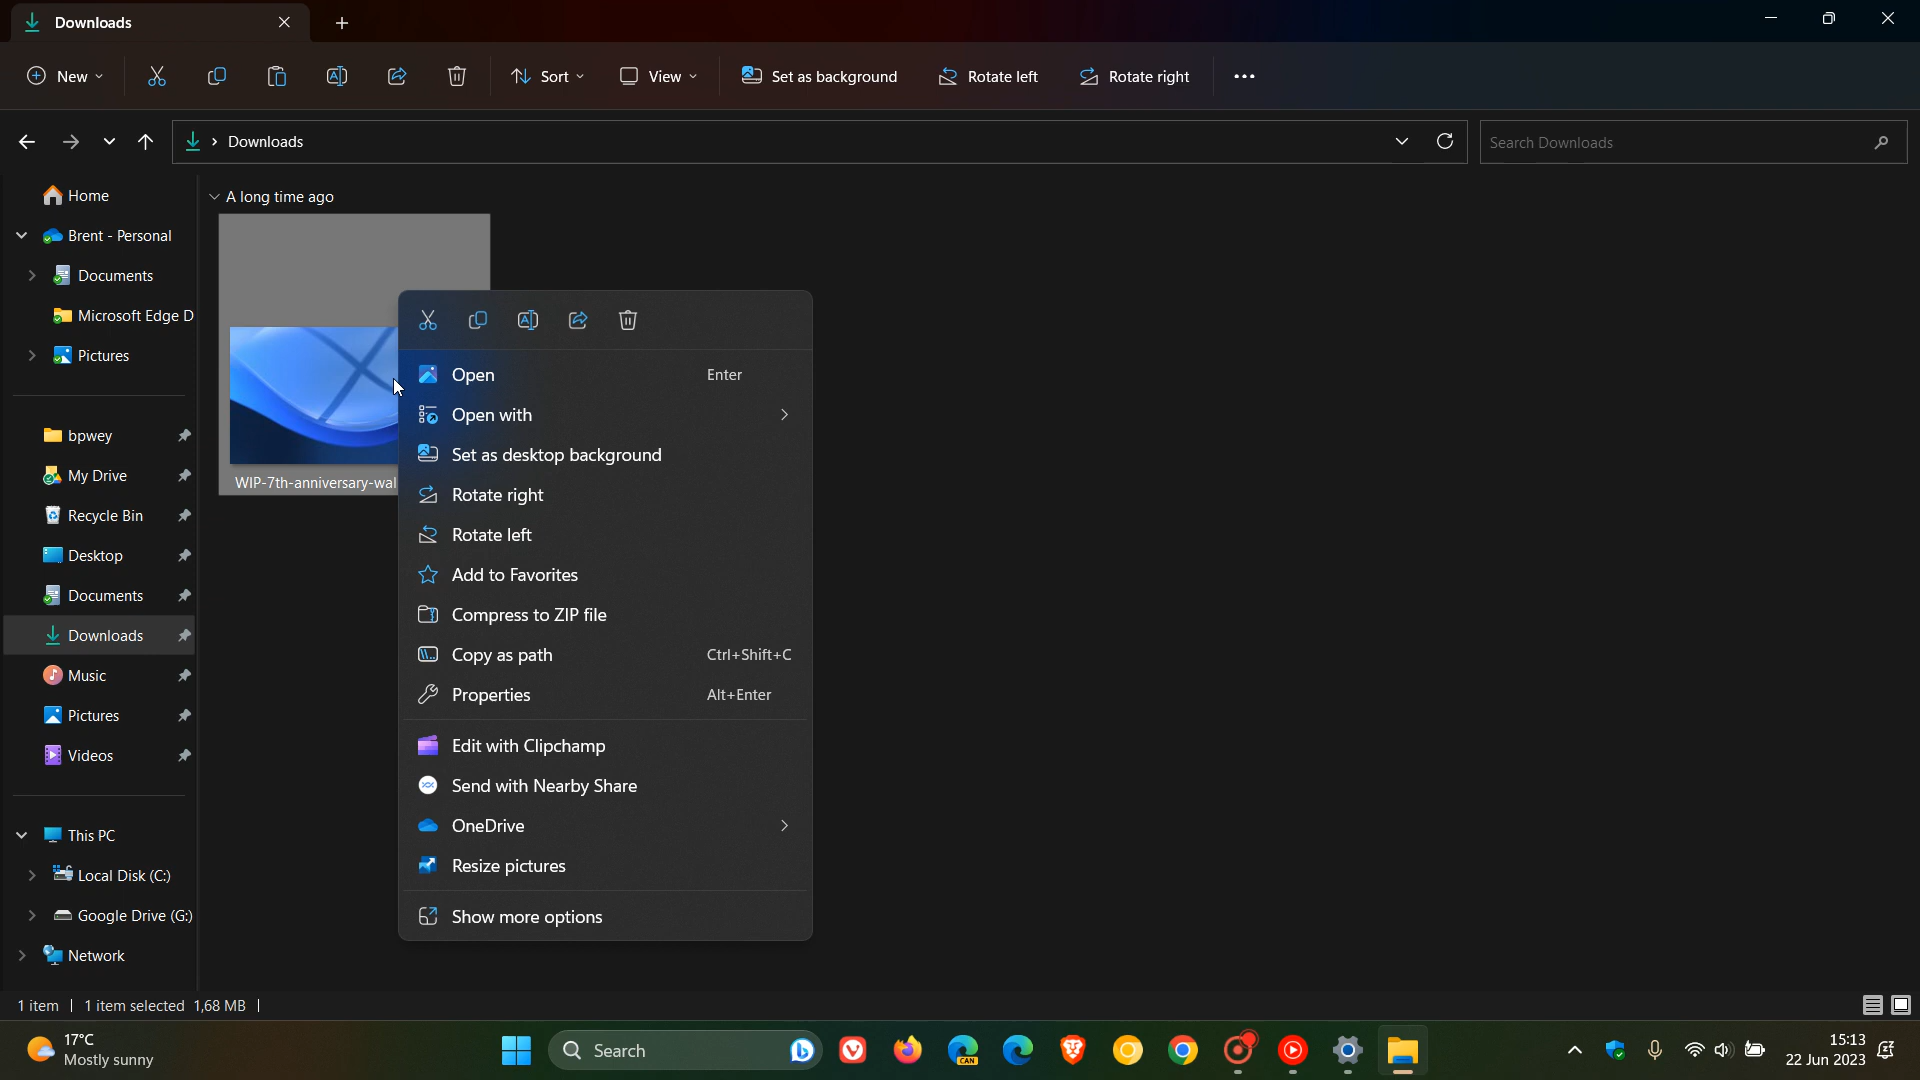 Downloads
New
Sort
View
Set as background
Rotate left
Rotate right
Downloads
Search Downloads
Home
Brent - Personal
Documents
Microsoft Edge D
Pictures
bpwey
My Drive
Recycle Bin
Desktop
Documents
Downloads
Music
Pictures
Videos
This PC
Local Disk (C:)
Google Drive (G:)
Network
A long time ago
WIP-7th-anniversary-wal
Open Enter
Open with
Set as desktop background
Rotate right
Rotate left
Add to Favorites
Compress to ZIP file
Copy as path Ctrl+Shift+C
Properties Alt+Enter
Edit with Clipchamp
Send with Nearby Share
OneDrive
Resize pictures
Show more options
1 item 1 item selected 1,68 MB
17°C
Mostly sunny
Search
CAN
15:13
22 Jun 2023